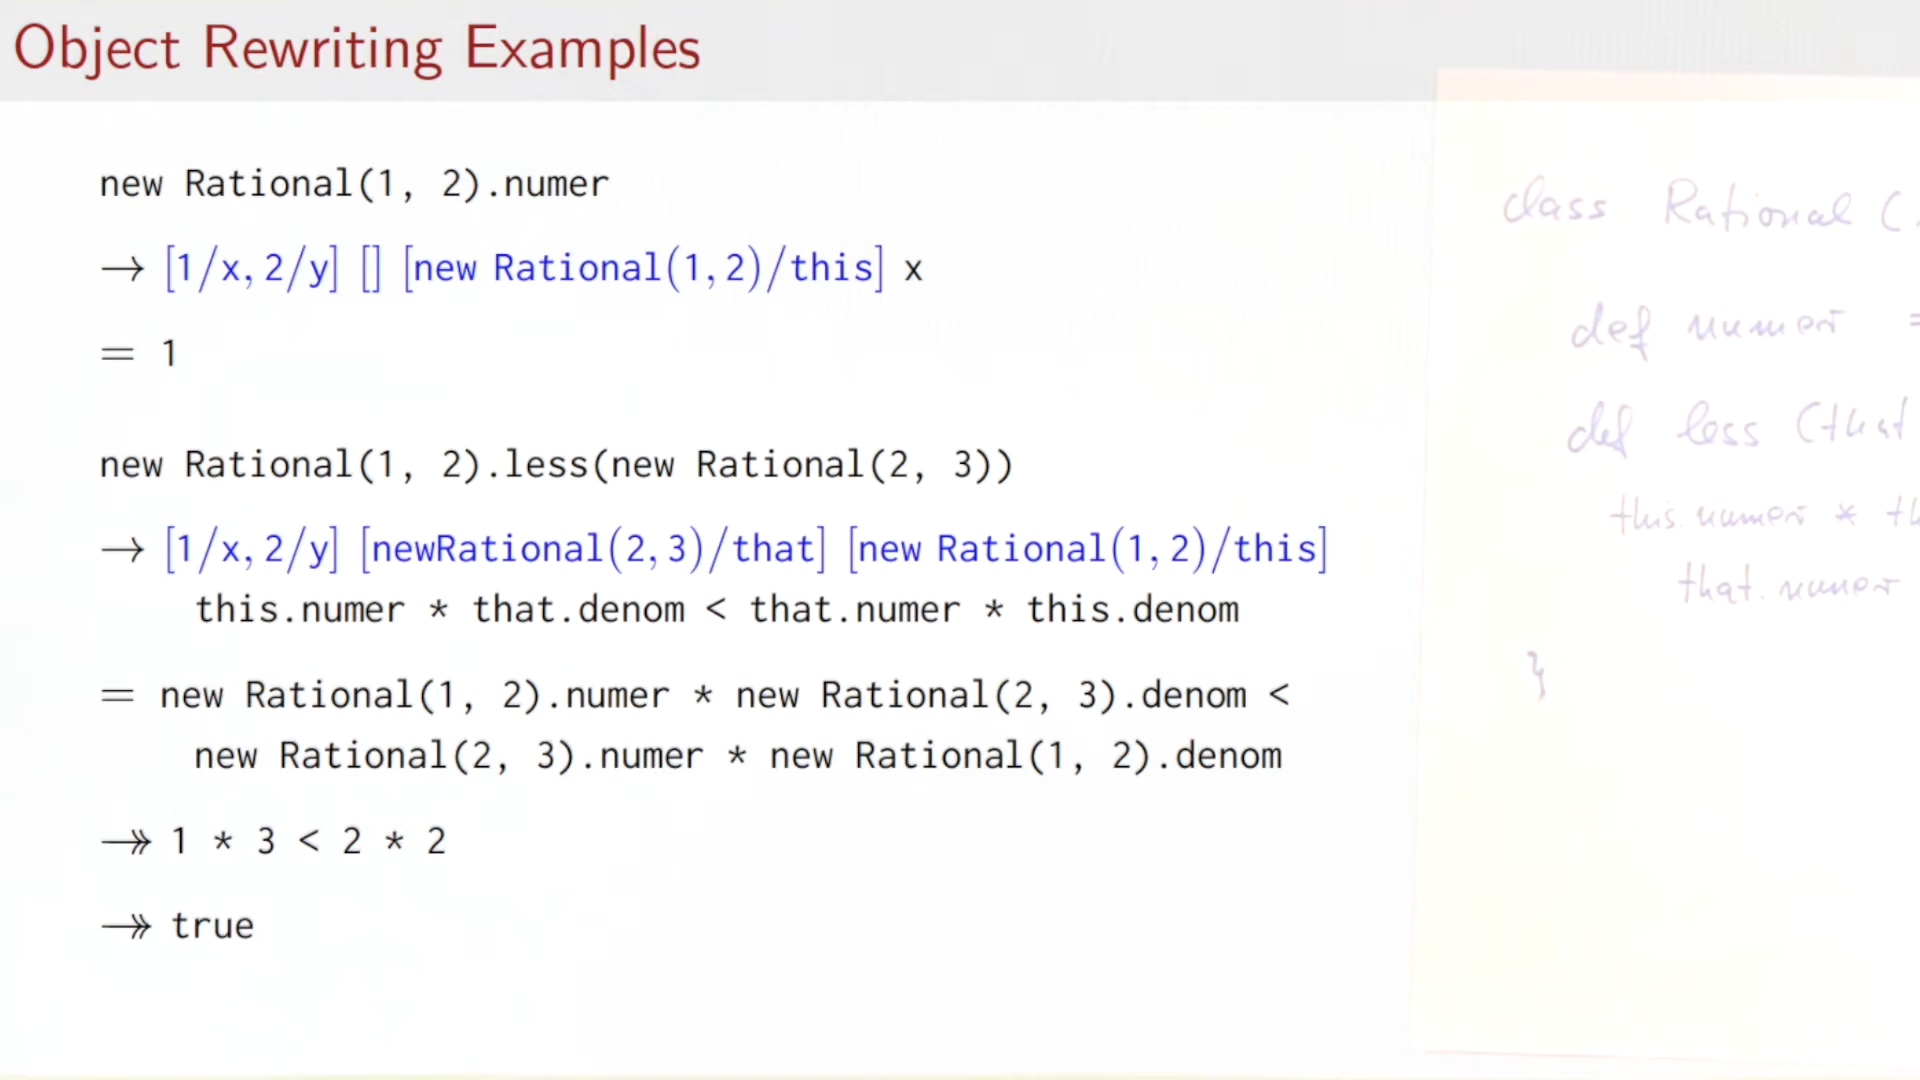 Object Rewriting Examples
new Rational(1, 2).numer
→ [1/x, 2/y] [] [new Rational(1, 2)/this] x
= 1
new Rational(1, 2).less(new Rational(2, 3))
→ [1/x, 2/y] [newRational(2, 3)/that] [new Rational(1, 2)/this]
this.numer * that.denom < that.numer * this.denom
= new Rational(1, 2).numer * new Rational(2, 3).denom <
new Rational(2, 3).numer * new Rational(1, 2).denom
↠ 1 * 3 < 2 * 2
↠ true
class Rational (
def numer =
def less (that
this.numer * th
that.numer
}